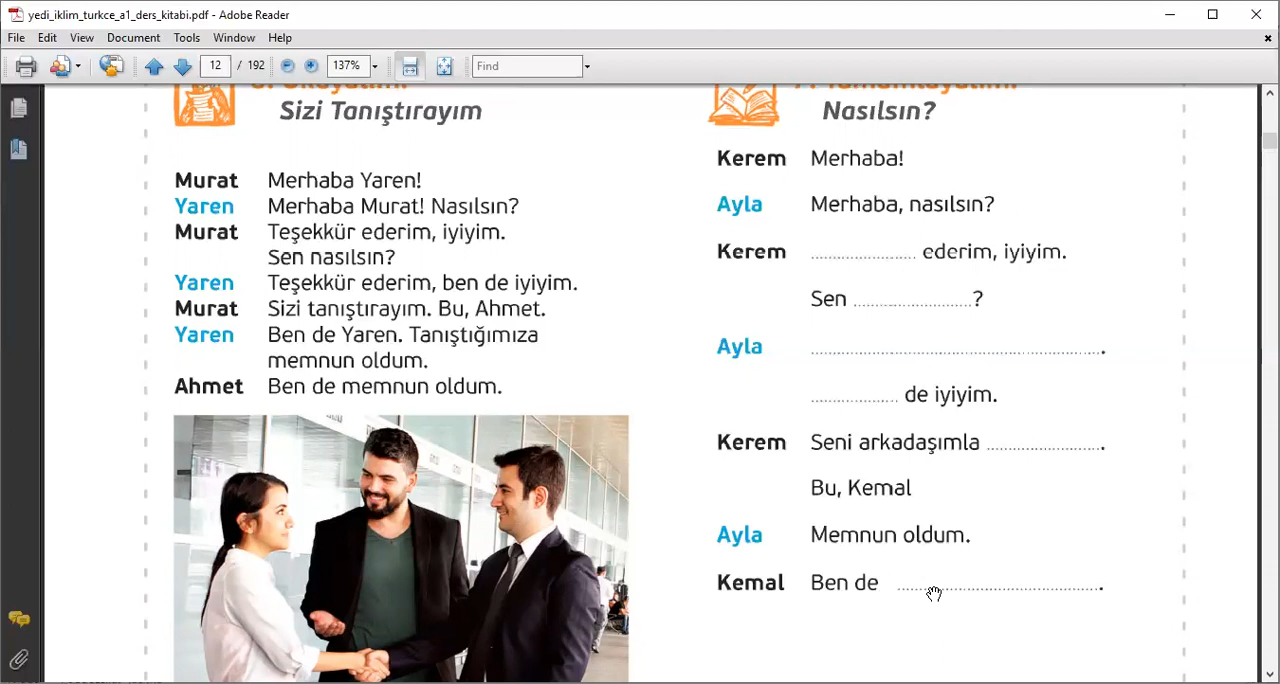 yedi_iklim_turkce_a1_ders_kitabi.pdf - Adobe Reader
File Edit View Document Tools Window Help
12 / 192 137% Find
Sizi Tanıştırayım
Murat Merhaba Yaren!
Yaren Merhaba Murat! Nasılsın?
Murat Teşekkür ederim, iyiyim.
Sen nasılsın?
Yaren Teşekkür ederim, ben de iyiyim.
Murat Sizi tanıştırayım. Bu, Ahmet.
Yaren Ben de Yaren. Tanıştığımıza
memnun oldum.
Ahmet Ben de memnun oldum.
Nasılsın?
Kerem Merhaba!
Ayla Merhaba, nasılsın?
Kerem ..................... ederim, iyiyim.
Sen ........................ ?
Ayla ............................................................ .
.................. de iyiyim.
Kerem Seni arkadaşımla ....................... .
Bu, Kemal
Ayla Memnun oldum.
Kemal Ben de .......................................... .